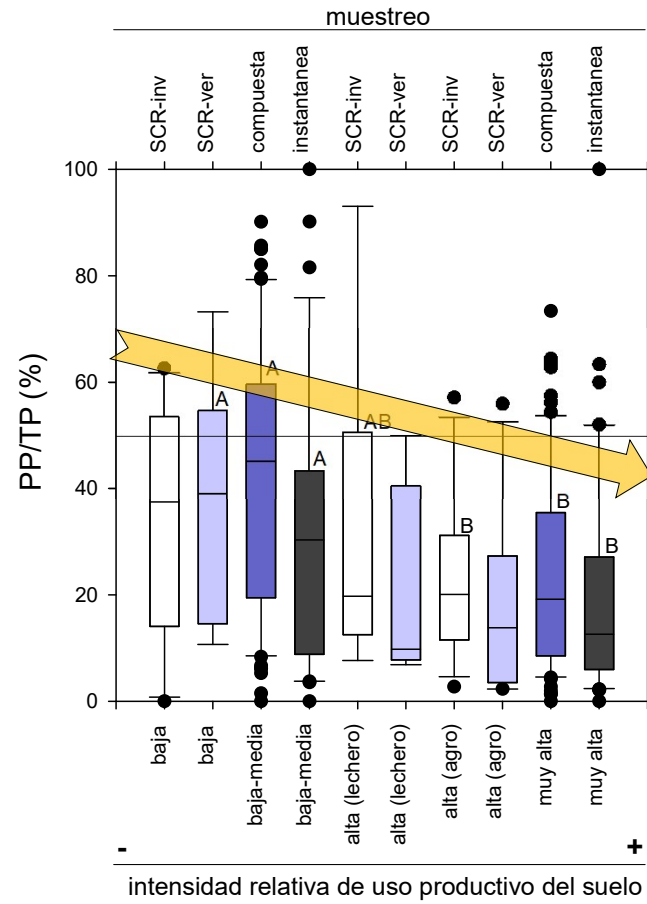 muestreo
SCR-inv
SCR-ver
compuesta
instantanea
SCR-inv
SCR-ver
SCR-inv
SCR-ver
compuesta
instantanea
PP/TP (%)
100
80
60
40
20
0
A
A
A
AB
B
B
B
baja
baja
baja-media
baja-media
alta (lechero)
alta (lechero)
alta (agro)
alta (agro)
muy alta
muy alta
- +
intensidad relativa de uso productivo del suelo